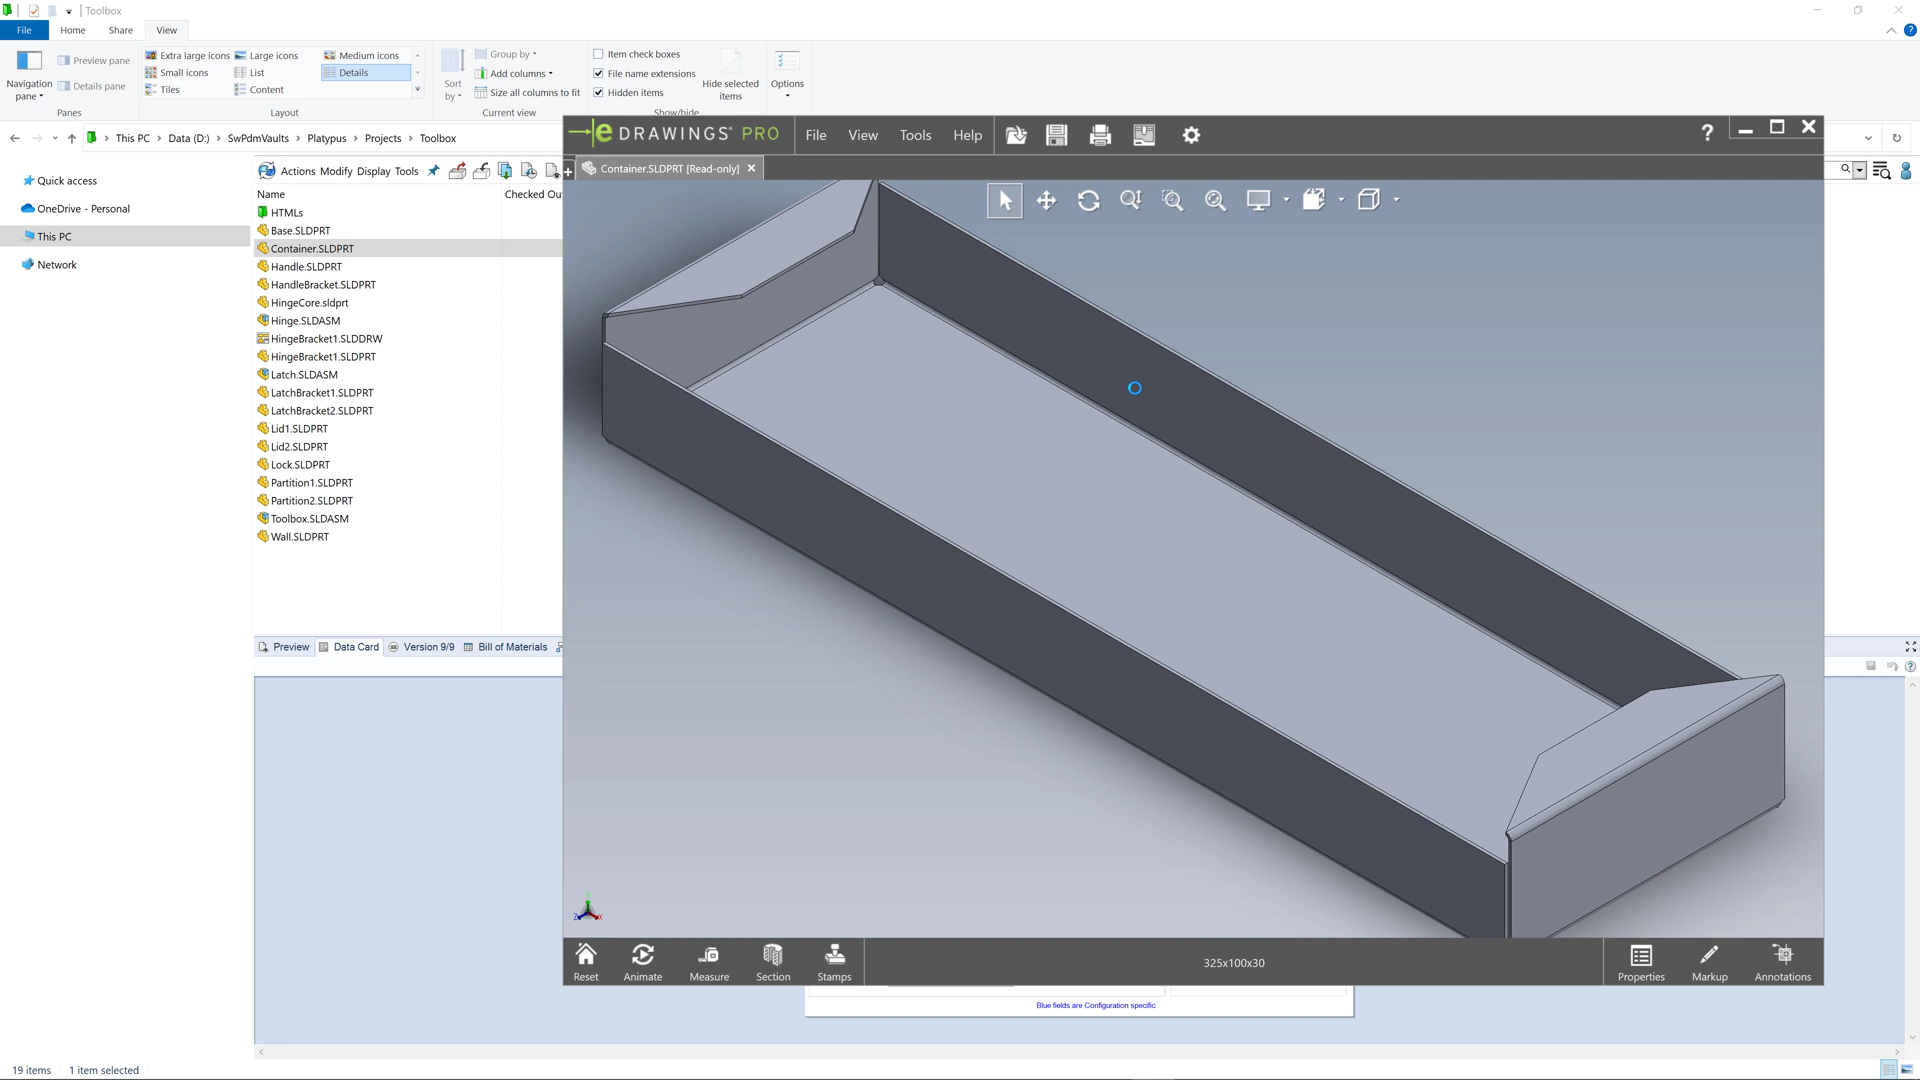 Toolbox
File Home Share View
Navigation pane
Preview pane
Details pane
Panes
Extra large icons Large icons Medium icons
Small icons List Details
Tiles Content
Layout
Sort by
Group by
Add columns
Size all columns to fit
Current view
Item check boxes
File name extensions
Hidden items
Hide selected items
Show/hide
Options
This PC Data (D:) SwPdmVaults Platypus Projects Toolbox
Quick access
OneDrive - Personal
This PC
Network
Actions Modify Display Tools
Name Checked Ou
HTMLs
Base.SLDPRT
Container.SLDPRT
Handle.SLDPRT
HandleBracket.SLDPRT
HingeCore.sldprt
Hinge.SLDASM
HingeBracket1.SLDDRW
HingeBracket1.SLDPRT
Latch.SLDASM
LatchBracket1.SLDPRT
LatchBracket2.SLDPRT
Lid1.SLDPRT
Lid2.SLDPRT
Lock.SLDPRT
Partition1.SLDPRT
Partition2.SLDPRT
Toolbox.SLDASM
Wall.SLDPRT
Preview Data Card Version 9/9 Bill of Materials
e DRAWINGS® PRO File View Tools Help
Container.SLDPRT [Read-only]
Y
Z X
Reset Animate Measure Section Stamps 325x100x30 Properties Markup Annotations
Blue fields are Configuration specific
19 items 1 item selected